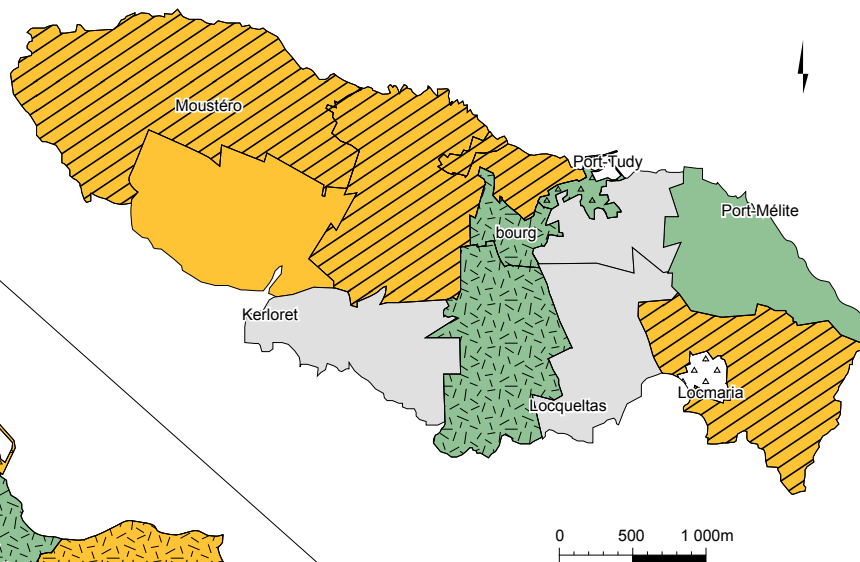 Moustéro
Port-Tudy
Port-Mélite
bourg
Kerloret
Locmaria
Locqueltas
0 500 1 000m